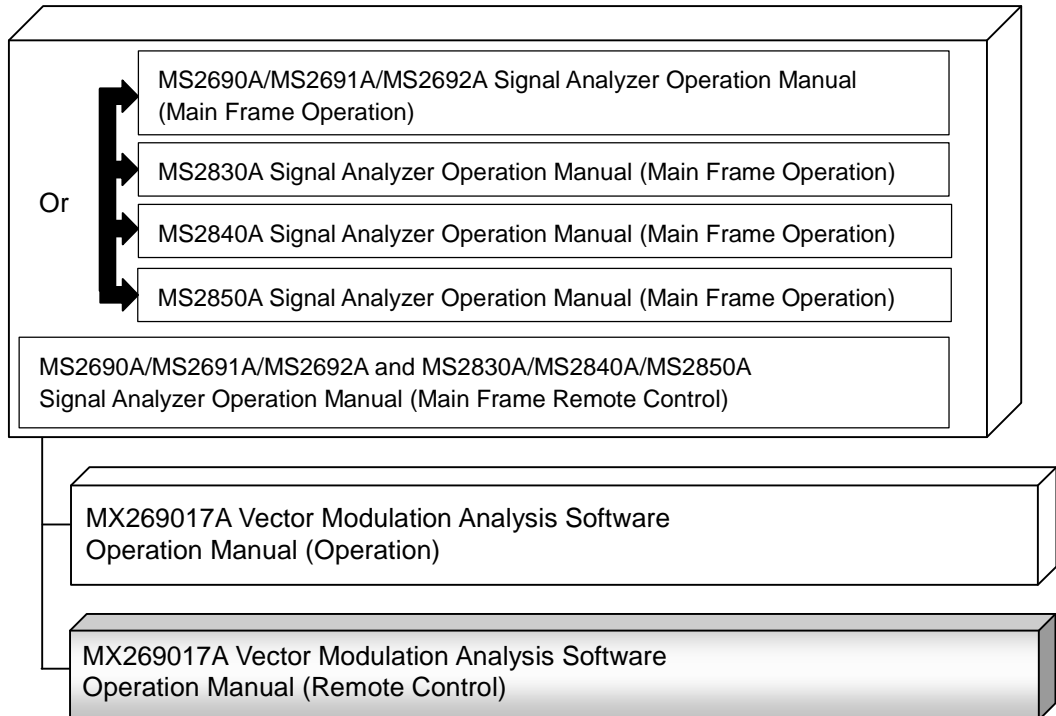 MS2690A/MS2691A/MS2692A Signal Analyzer Operation Manual
(Main Frame Operation)
MS2830A Signal Analyzer Operation Manual (Main Frame Operation)
Or
MS2840A Signal Analyzer Operation Manual (Main Frame Operation)
MS2850A Signal Analyzer Operation Manual (Main Frame Operation)
MS2690A/MS2691A/MS2692A and MS2830A/MS2840A/MS2850A
Signal Analyzer Operation Manual (Main Frame Remote Control)
MX269017A Vector Modulation Analysis Software
Operation Manual (Operation)
MX269017A Vector Modulation Analysis Software
Operation Manual (Remote Control)